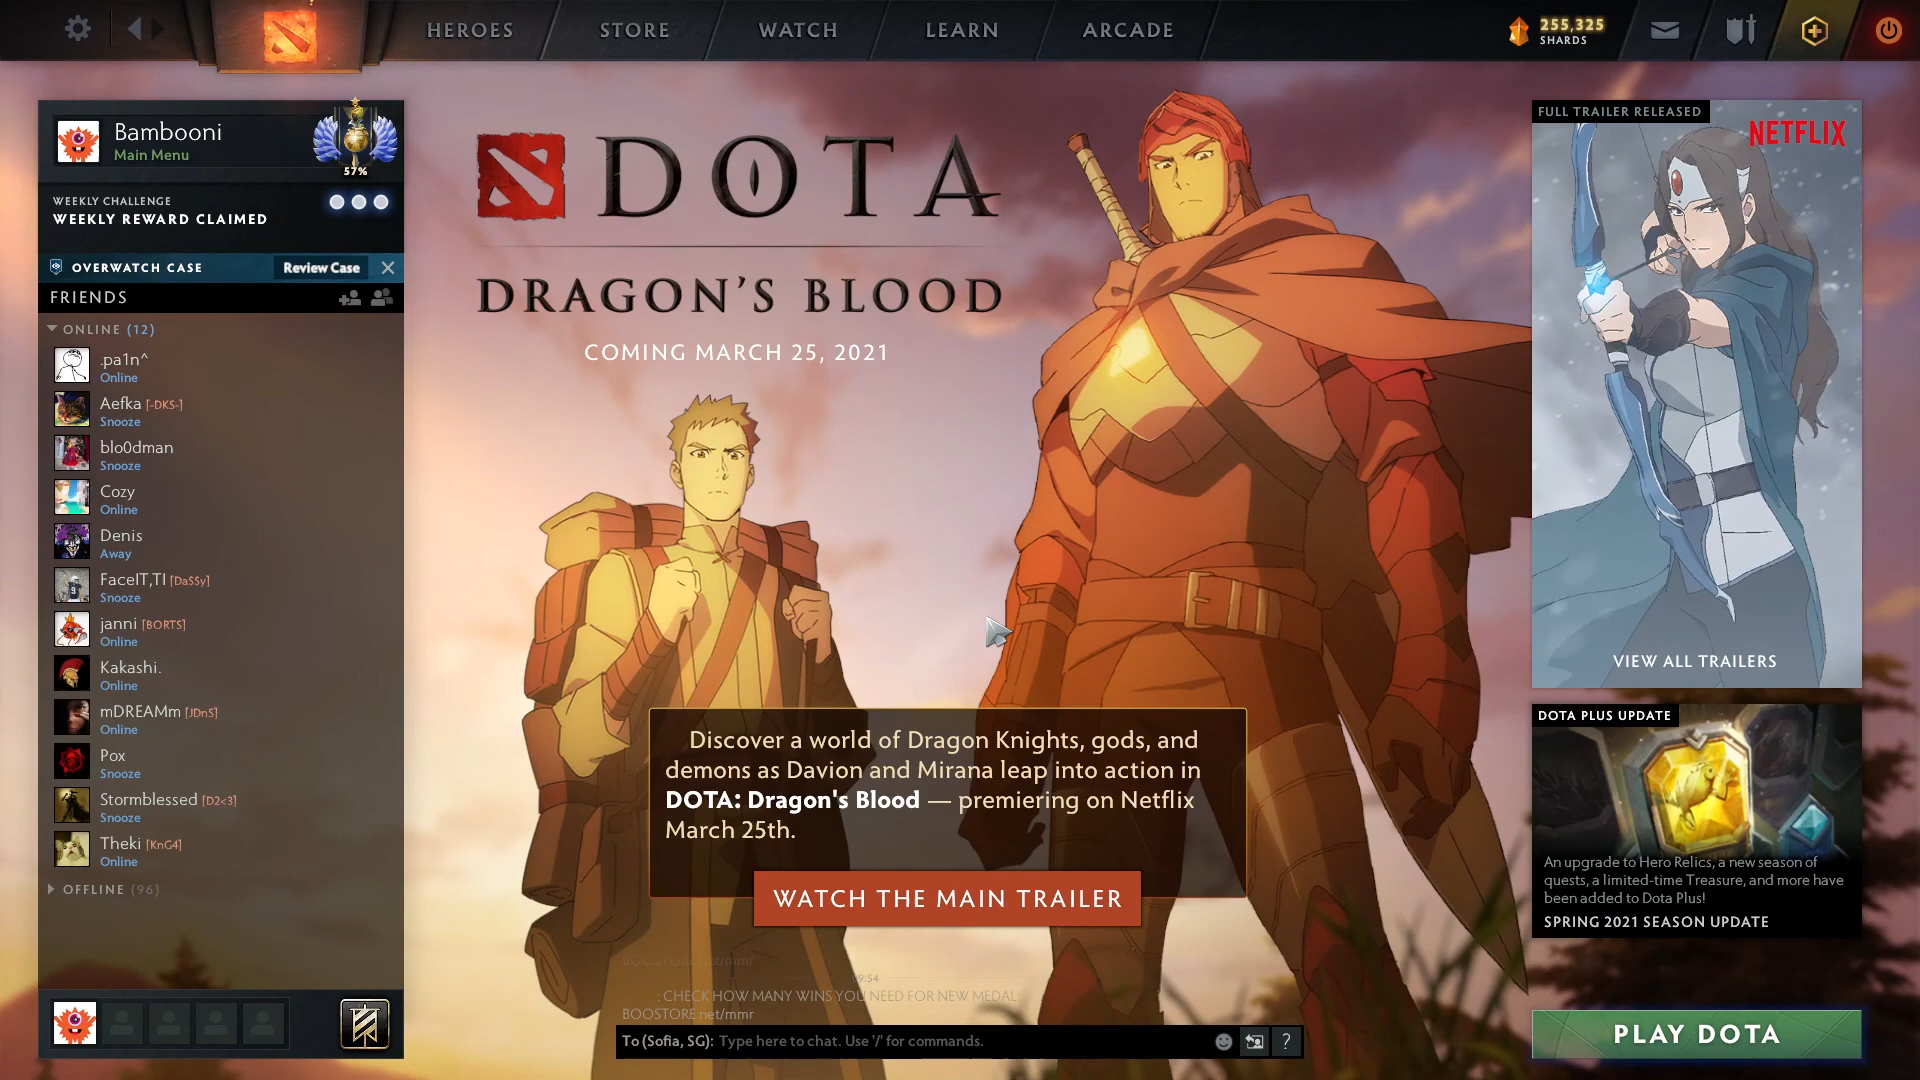 HEROES
STORE
WATCH
LEARN
ARCADE
255,325
SHARDS
Bambooni
Main Menu
57%
WEEKLY CHALLENGE
WEEKLY REWARD CLAIMED
OVERWATCH CASE
Review Case
FRIENDS
ONLINE (12)
.pa1n^
Online
Aefka [-DKS-]
Snooze
blo0dman
Snooze
Cozy
Online
Denis
Away
FaceIT,TI [Da$$y]
Snooze
janni [BORTS]
Online
Kakashi.
Online
mDREAMm [JDnS]
Online
Pox
Snooze
Stormblessed [D2<3]
Snooze
Theki [KnG4]
Online
OFFLINE (96)
DOTA
DRAGON'S BLOOD
COMING MARCH 25, 2021
Discover a world of Dragon Knights, gods, and
demons as Davion and Mirana leap into action in
DOTA: Dragon's Blood — premiering on Netflix
March 25th.
WATCH THE MAIN TRAILER
BOOSTORE.net/mmr
9:54
: CHECK HOW MANY WINS YOU NEED FOR NEW MEDAL:
BOOSTORE.net/mmr
To (Sofia, SG): Type here to chat. Use '/' for commands.
?
FULL TRAILER RELEASED
NETFLIX
VIEW ALL TRAILERS
DOTA PLUS UPDATE
An upgrade to Hero Relics, a new season of
quests, a limited-time Treasure, and more have
been added to Dota Plus!
SPRING 2021 SEASON UPDATE
PLAY DOTA